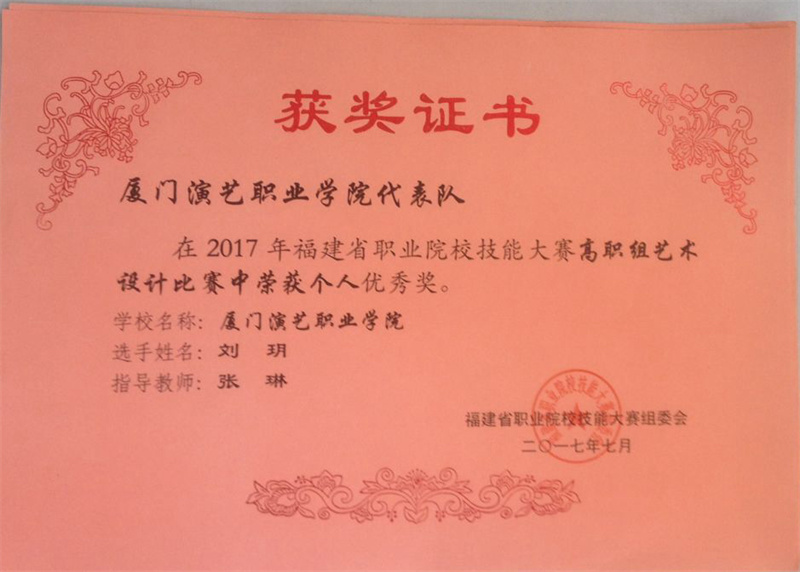 获奖证书
厦门演艺职业学院代表队
在 2017 年福建省职业院校技能大赛高职组艺术
设计比赛中荣获个人优秀奖。
学校名称：厦门演艺职业学院
选手姓名：刘 玥
指导教师：张 琳
福建省职业院校技能大赛组委会
二〇一七年七月